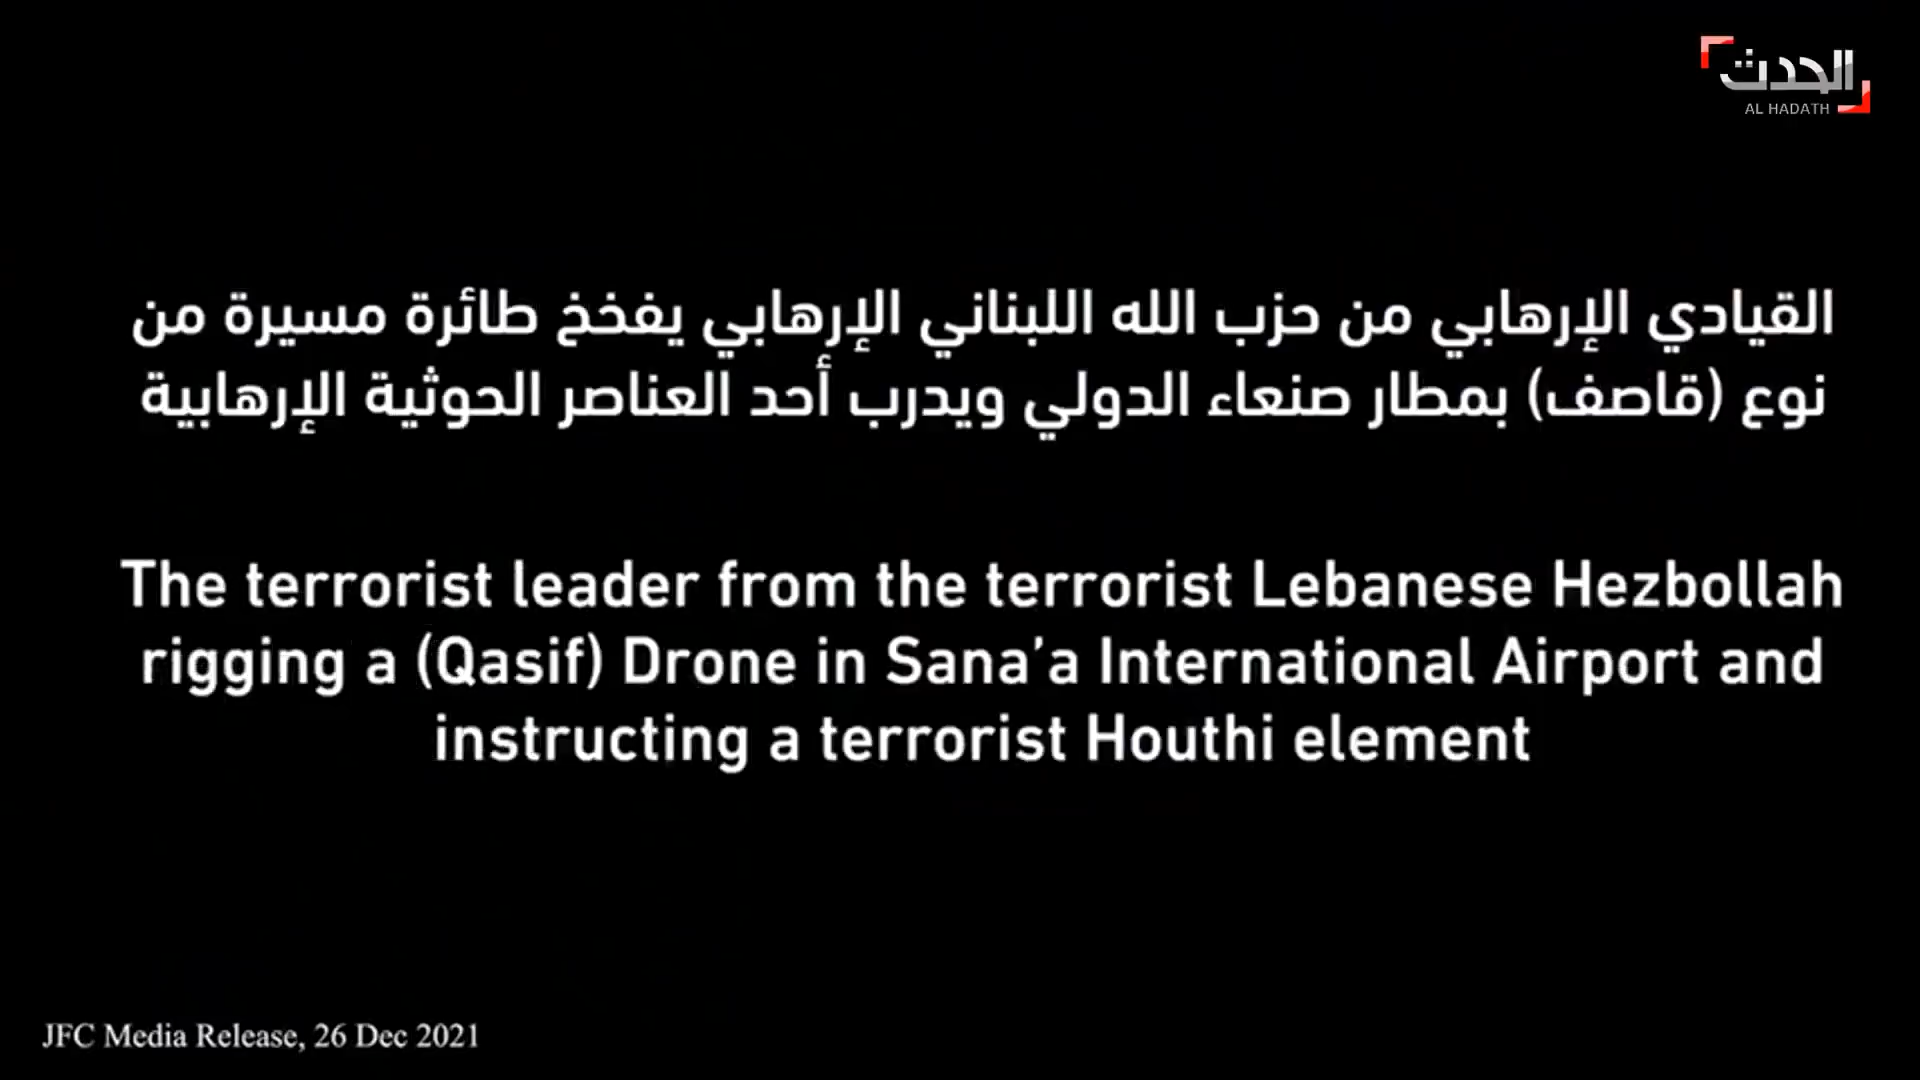 الحدث
AL HADATH
القيادي الإرهابي من حزب الله اللبناني الإرهابي يفخخ طائرة مسيرة من
نوع (قاصف) بمطار صنعاء الدولي ويدرب أحد العناصر الحوثية الإرهابية
The terrorist leader from the terrorist Lebanese Hezbollah
rigging a (Qasif) Drone in Sana’a International Airport and
instructing a terrorist Houthi element
JFC Media Release, 26 Dec 2021